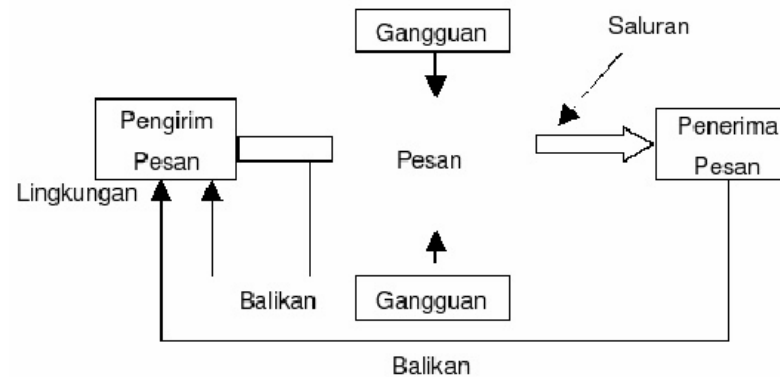 Gangguan
Saluran
Pengirim
Pesan
Pesan
Penerima
Pesan
Lingkungan
Balikan
Gangguan
Balikan